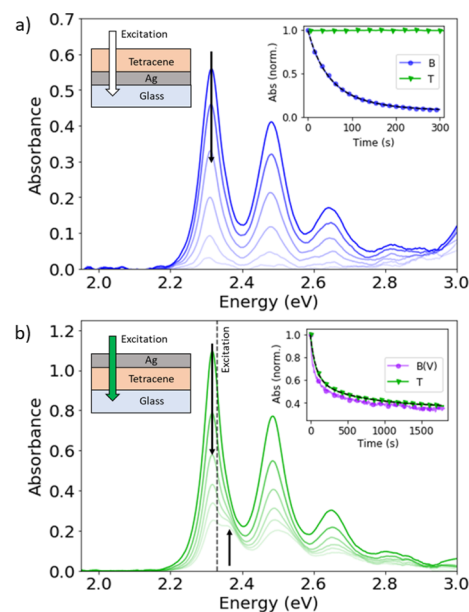 a)
0.7
0.6
0.5
0.4
0.3
0.2
0.1
0.0
Absorbance
Excitation
Tetracene
Ag
Glass
1.0
0.5
0.0
Abs (norm.)
B
T
0 100 200 300
Time (s)
2.0 2.2 2.4 2.6 2.8 3.0
Energy (eV)
b)
1.2
1.0
0.8
0.6
0.4
0.2
0.0
Absorbance
Excitation
Ag
Tetracene
Glass
Excitation
1.0
0.8
0.6
0.4
Abs (norm.)
B(V)
T
0 500 1000 1500
Time (s)
2.0 2.2 2.4 2.6 2.8 3.0
Energy (eV)